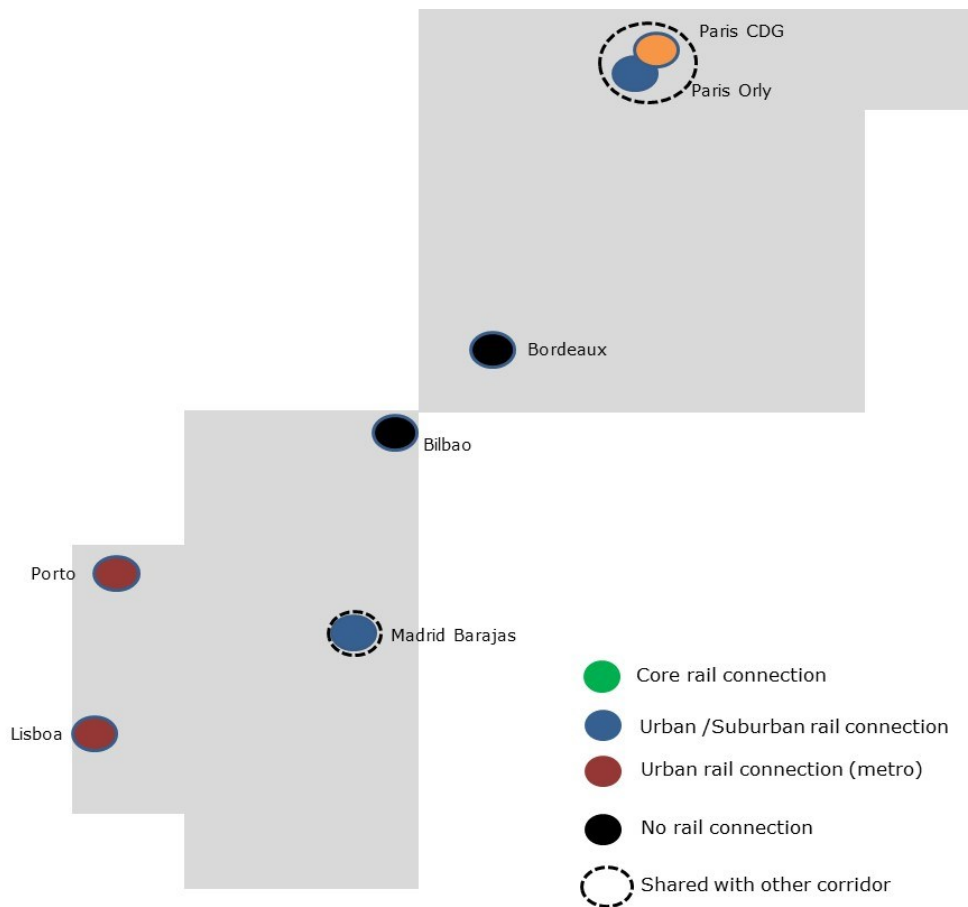 Paris CDG
Paris Orly
Bordeaux
Bilbao
Porto
Madrid Barajas
Lisboa
Core rail connection
Urban /Suburban rail connection
Urban rail connection (metro)
No rail connection
Shared with other corridor